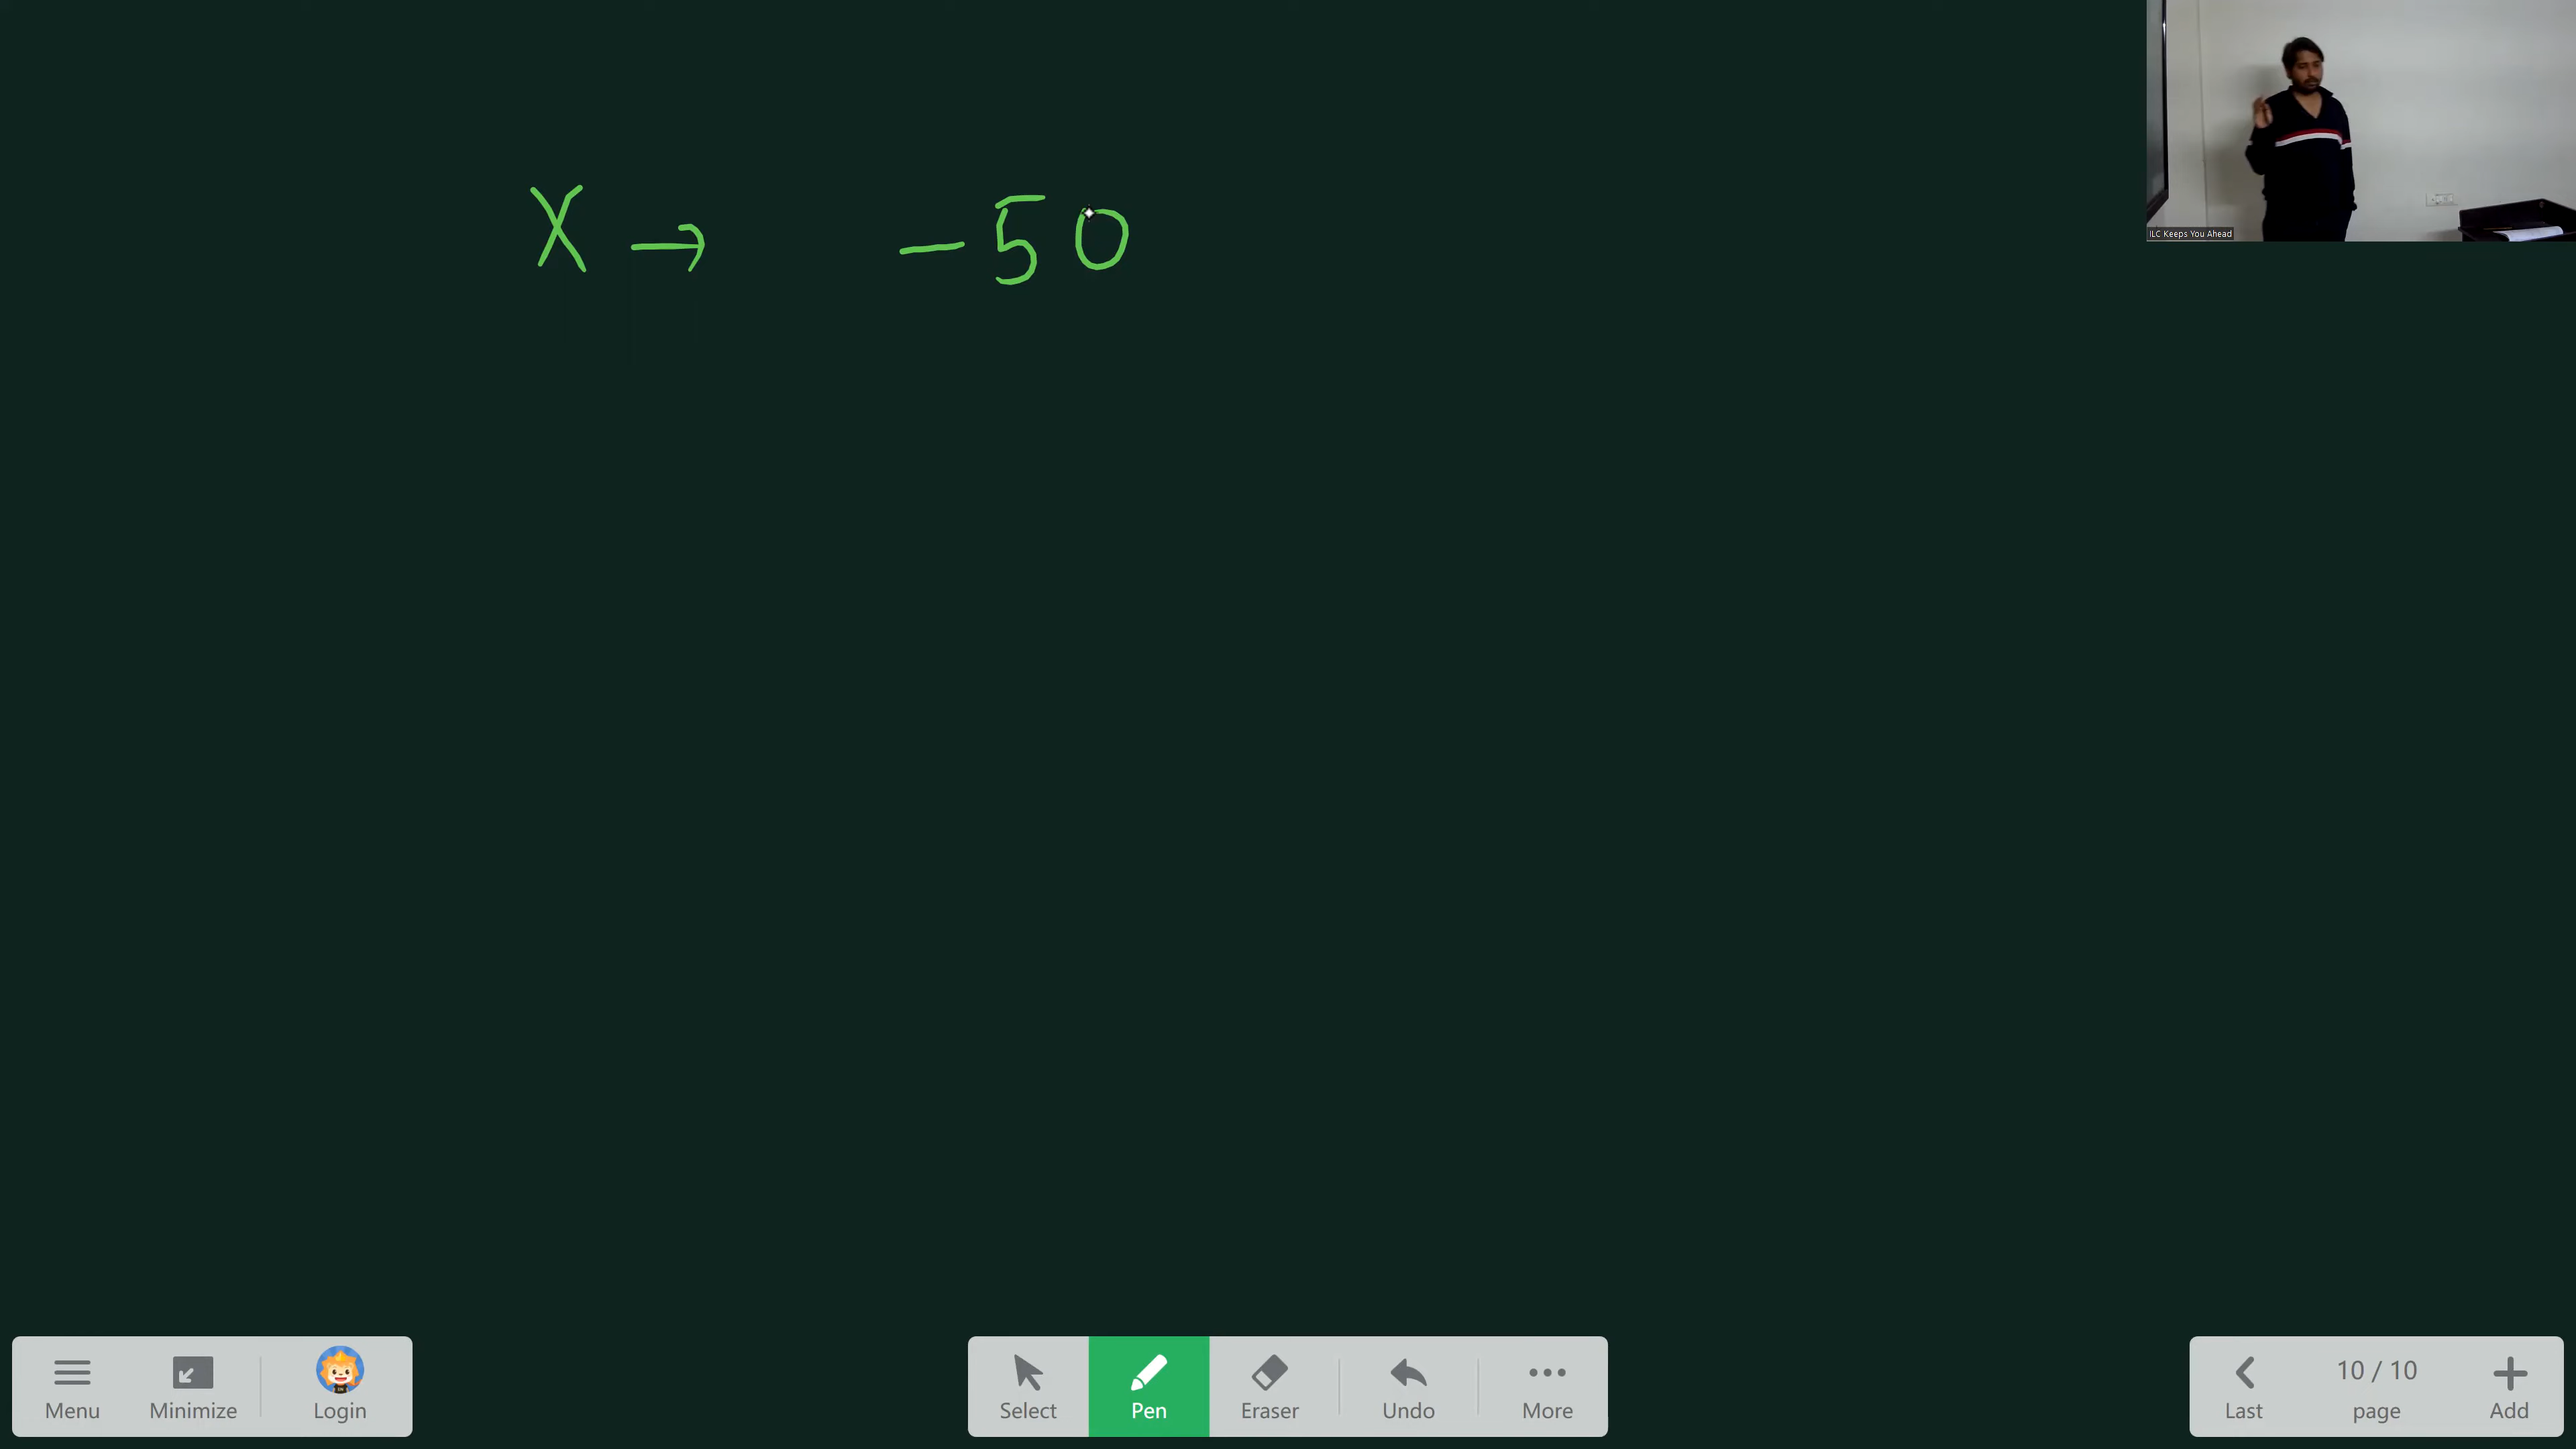 X → -50
ILC Keeps You Ahead
Menu Minimize Login Select Pen Eraser Undo More Last 10 / 10 page Add